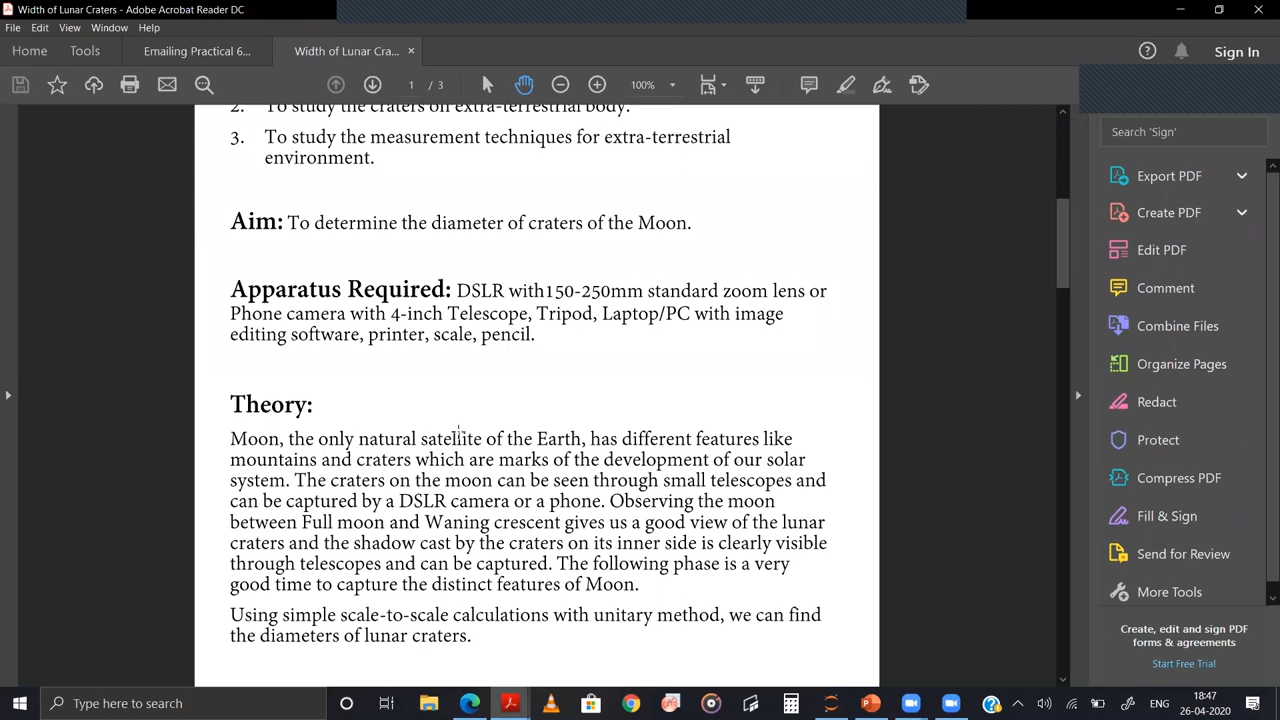 Width of Lunar Craters - Adobe Acrobat Reader DC
File Edit View Window Help
Home Tools Emailing Practical 6... Width of Lunar Cra... × Sign In
1 / 3 100%
2. To study the craters on extra-terrestrial body.
3. To study the measurement techniques for extra-terrestrial
environment.
Aim: To determine the diameter of craters of the Moon.
Apparatus Required: DSLR with150-250mm standard zoom lens or
Phone camera with 4-inch Telescope, Tripod, Laptop/PC with image
editing software, printer, scale, pencil.
Theory:
Moon, the only natural satellite of the Earth, has different features like
mountains and craters which are marks of the development of our solar
system. The craters on the moon can be seen through small telescopes and
can be captured by a DSLR camera or a phone. Observing the moon
between Full moon and Waning crescent gives us a good view of the lunar
craters and the shadow cast by the craters on its inner side is clearly visible
through telescopes and can be captured. The following phase is a very
good time to capture the distinct features of Moon.
Using simple scale-to-scale calculations with unitary method, we can find
the diameters of lunar craters.
Search 'Sign'
Export PDF
Create PDF
Edit PDF
Comment
Combine Files
Organize Pages
Redact
Protect
Compress PDF
Fill & Sign
Send for Review
More Tools
Create, edit and sign PDF
forms & agreements
Start Free Trial
Type here to search
ENG
18:47
26-04-2020